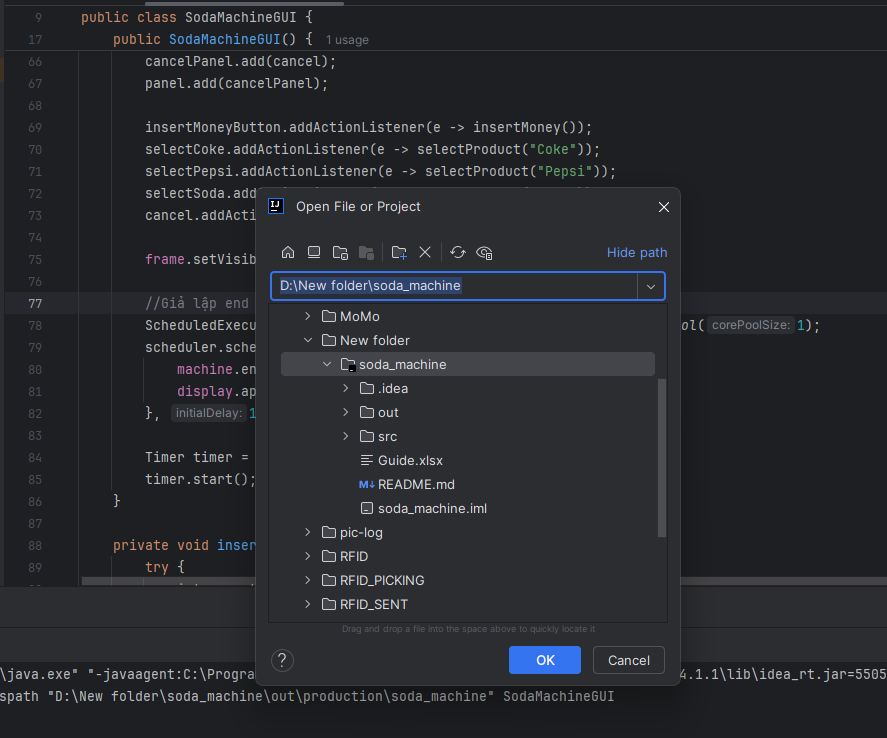 9 public class SodaMachineGUI {
17 public SodaMachineGUI() { 1 usage
66 cancelPanel.add(cancel);
67 panel.add(cancelPanel);
68
69 insertMoneyButton.addActionListener(e -> insertMoney());
70 selectCoke.addActionListener(e -> selectProduct("Coke"));
71 selectPepsi.addActionListener(e -> selectProduct("Pepsi"));
72 selectSoda.add
73 cancel.addActi
74
75 frame.setVisib
76
77 //Giả lập end
78 ScheduledExecu ol( corePoolSize: 1);
79 scheduler.sche
80 machine.en
81 display.ap
82 }, initialDelay: 1
83
84 Timer timer =
85 timer.start();
86 }
87
88 private void inser
89 try {
Open File or Project
Hide path
D:\New folder\soda_machine
MoMo
New folder
soda_machine
.idea
out
src
Guide.xlsx
M↓ README.md
soda_machine.iml
pic-log
RFID
RFID_PICKING
RFID_SENT
Drag and drop a file into the space above to quickly locate it
?
OK
Cancel
\java.exe" "-javaagent:C:\Progra 4.1.1\lib\idea_rt.jar=5505
spath "D:\New folder\soda_machine\out\production\soda_machine" SodaMachineGUI